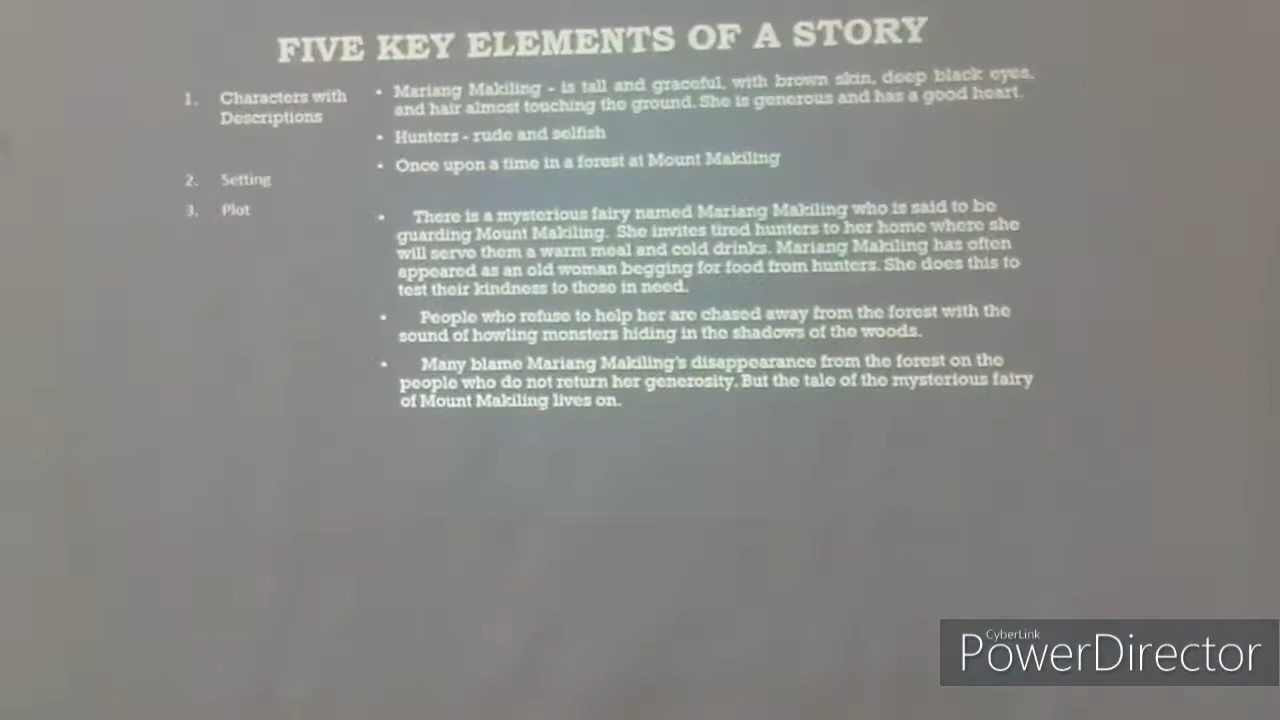 FIVE KEY ELEMENTS OF A STORY
1. Characters with
Descriptions
• Mariang Makiling - is tall and graceful, with brown skin, deep black eyes,
and hair almost touching the ground. She is generous and has a good heart.
• Hunters - rude and selfish
2. Setting
• Once upon a time in a forest at Mount Makiling
3. Plot
• There is a mysterious fairy named Mariang Makiling who is said to be
guarding Mount Makiling. She invites tired hunters to her home where she
will serve them a warm meal and cold drinks. Mariang Makiling has often
appeared as an old woman begging for food from hunters. She does this to
test their kindness to those in need.
• People who refuse to help her are chased away from the forest with the
sound of howling monsters hiding in the shadows of the woods.
• Many blame Mariang Makiling's disappearance from the forest on the
people who do not return her generosity. But the tale of the mysterious fairy
of Mount Makiling lives on.
CyberLink
PowerDirector